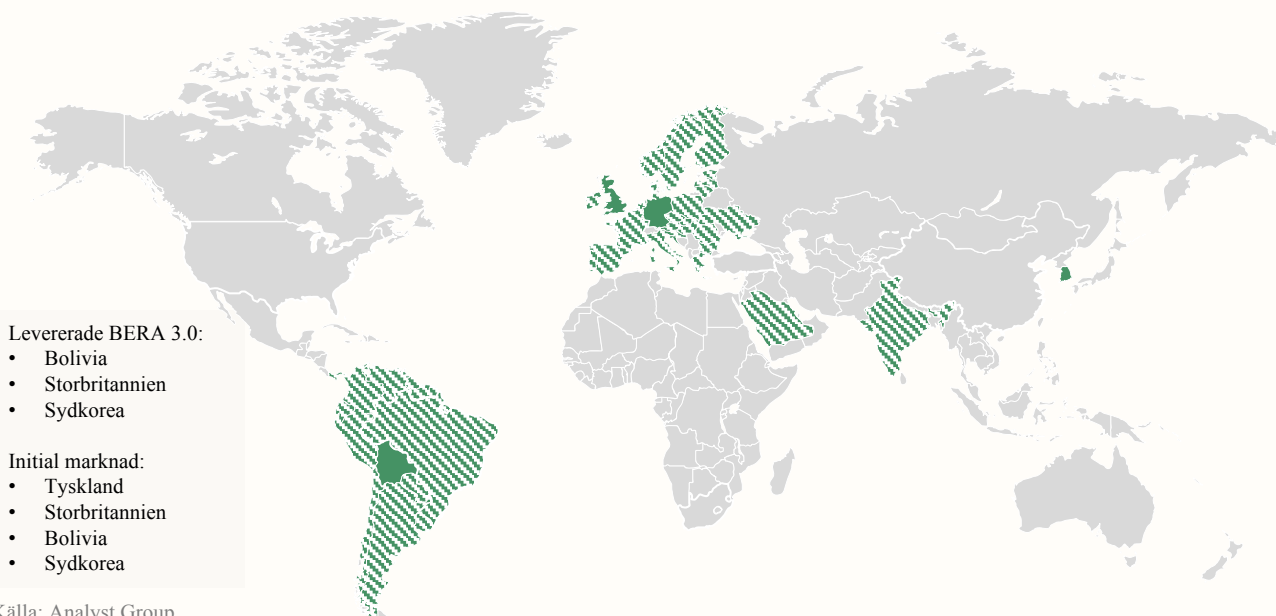 Levererade BERA 3.0:
• Bolivia
• Storbritannien
• Sydkorea
Initial marknad:
• Tyskland
• Storbritannien
• Bolivia
• Sydkorea
Källa: Analyst Group